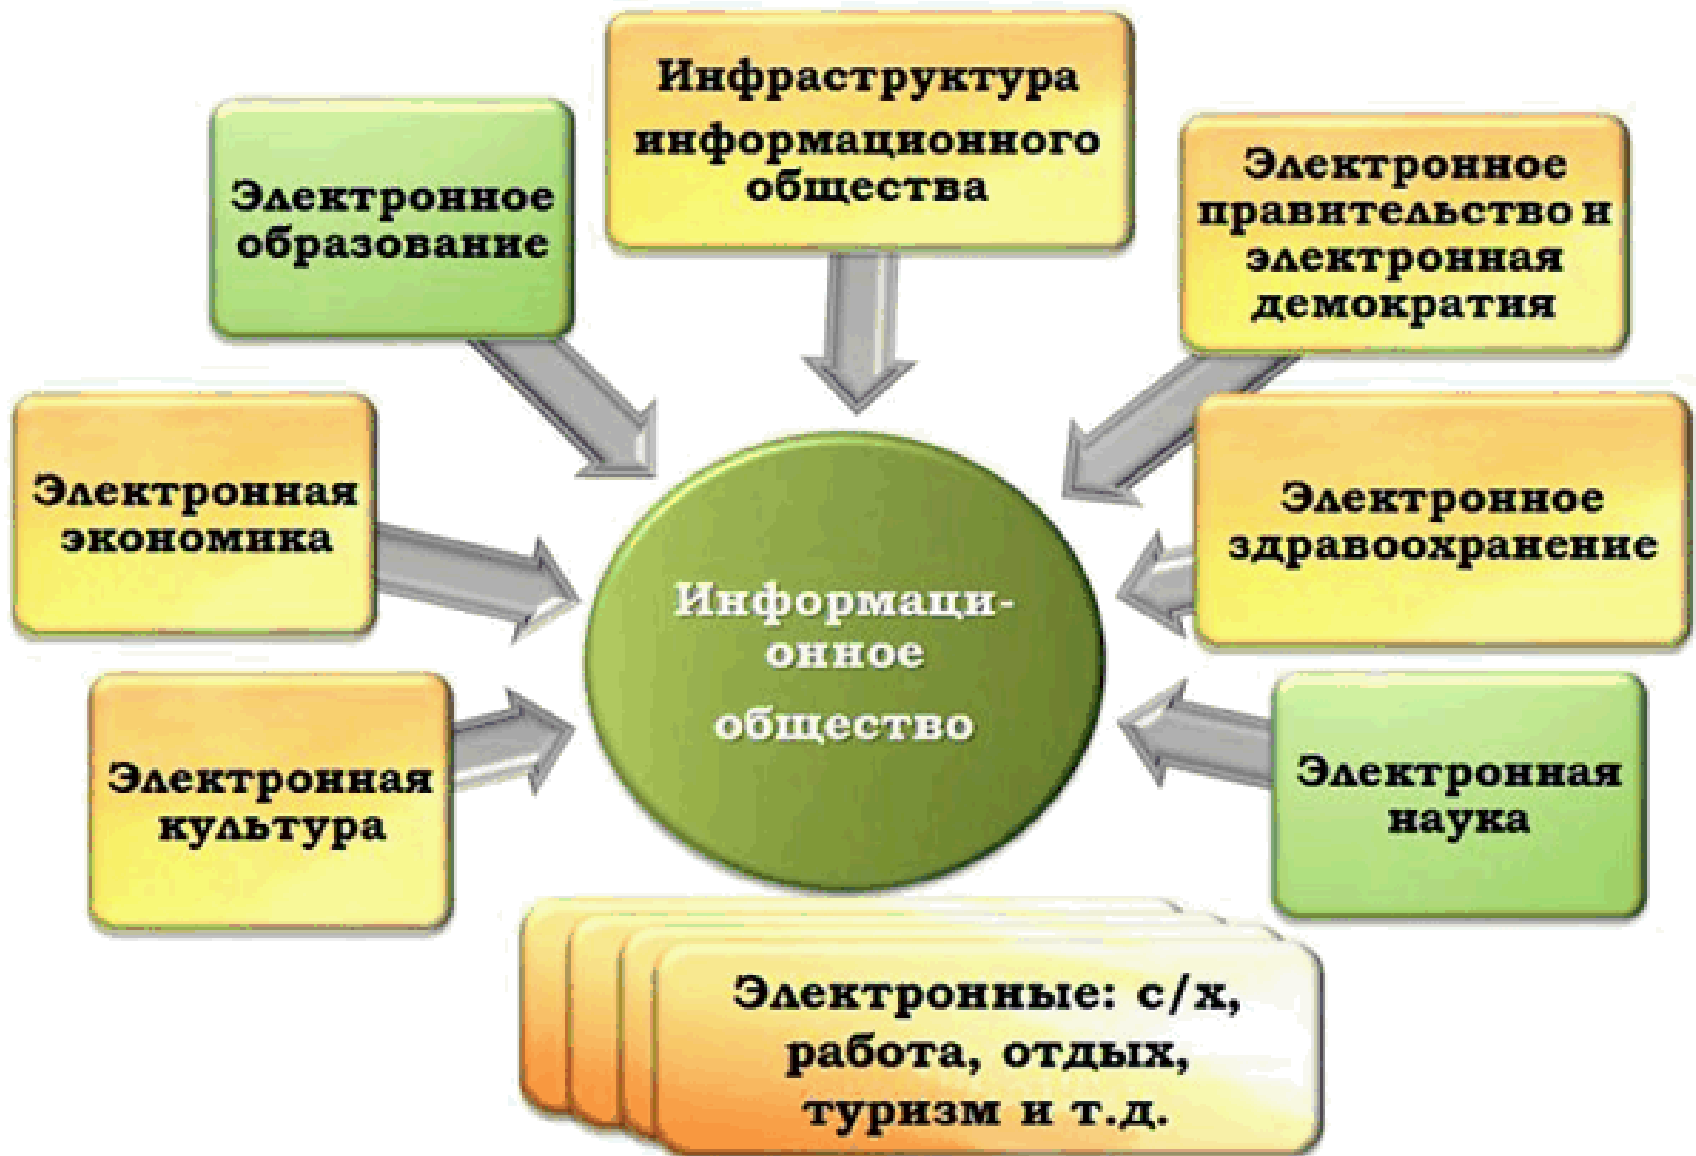 Инфраструктура
информационного
общества
Электронное
образование
Электронное
правительство и
электронная
демократия
Электронная
экономика
Электронное
здравоохранение
Информаци-
онное
общество
Электронная
культура
Электронная
наука
Электронные: с/х,
работа, отдых,
туризм и т.д.